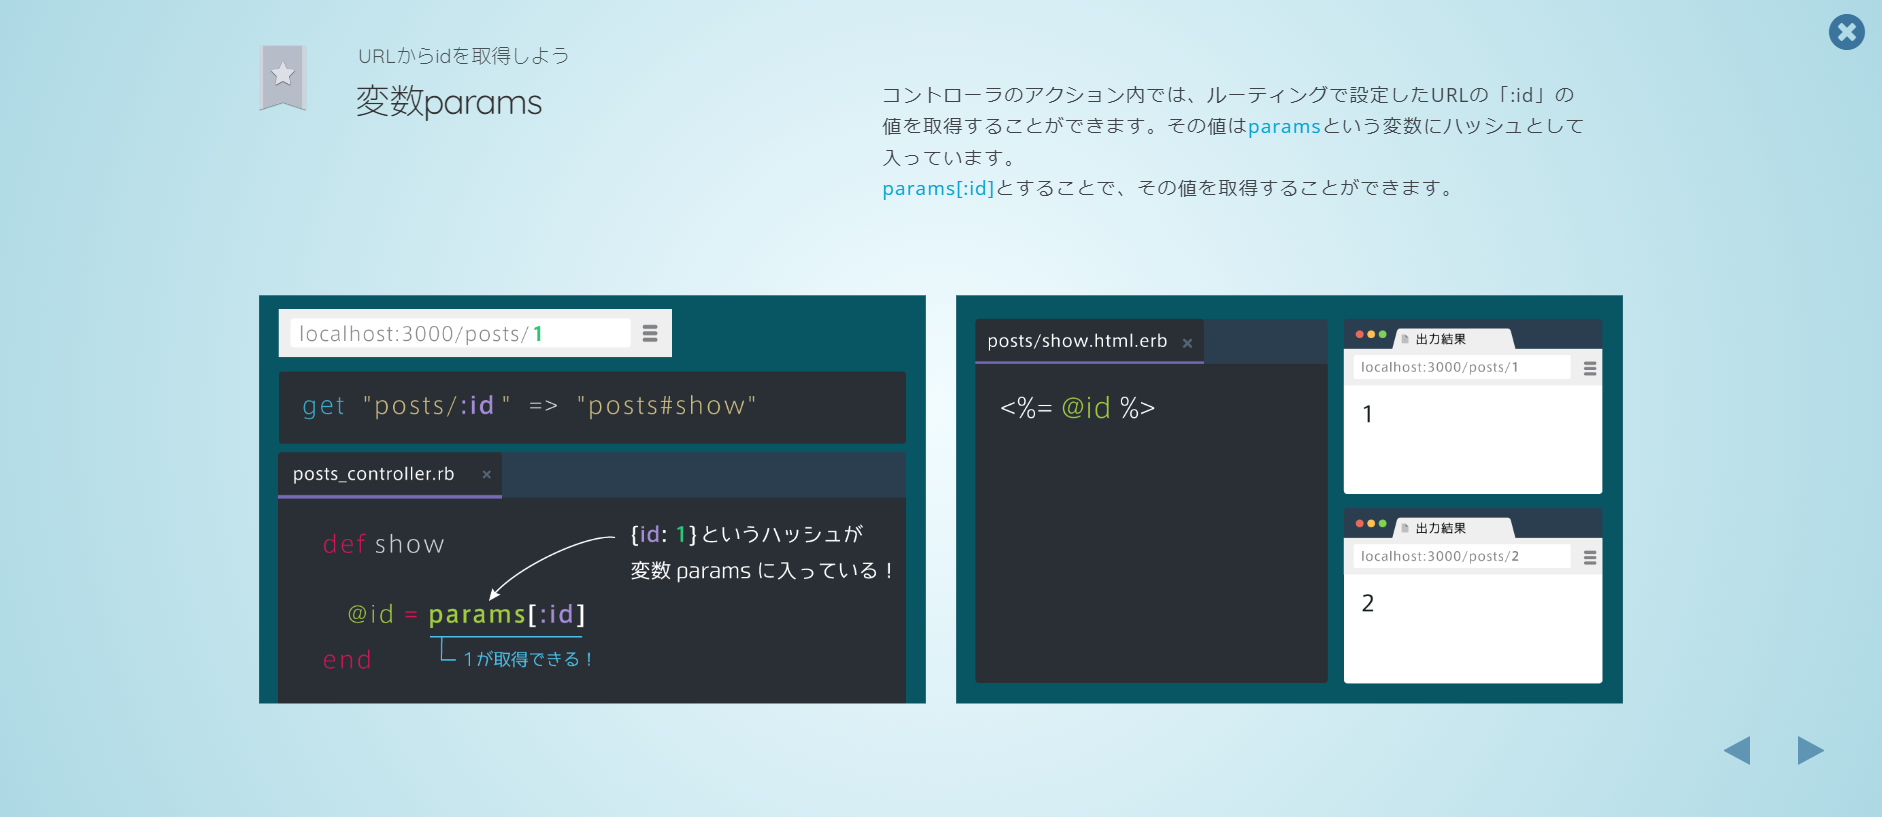 URLからidを取得しよう
変数params
コントローラのアクション内では、ルーティングで設定したURLの「:id」の
値を取得することができます。その値はparamsという変数にハッシュとして
入っています。
params[:id]とすることで、その値を取得することができます。
localhost:3000/posts/1
get "posts/:id" => "posts#show"
posts_controller.rb ×
def show
{id: 1}というハッシュが
変数 params に入っている！
@id = params[:id]
1が取得できる！
end
posts/show.html.erb ×
<%= @id %>
出力結果
localhost:3000/posts/1
1
出力結果
localhost:3000/posts/2
2